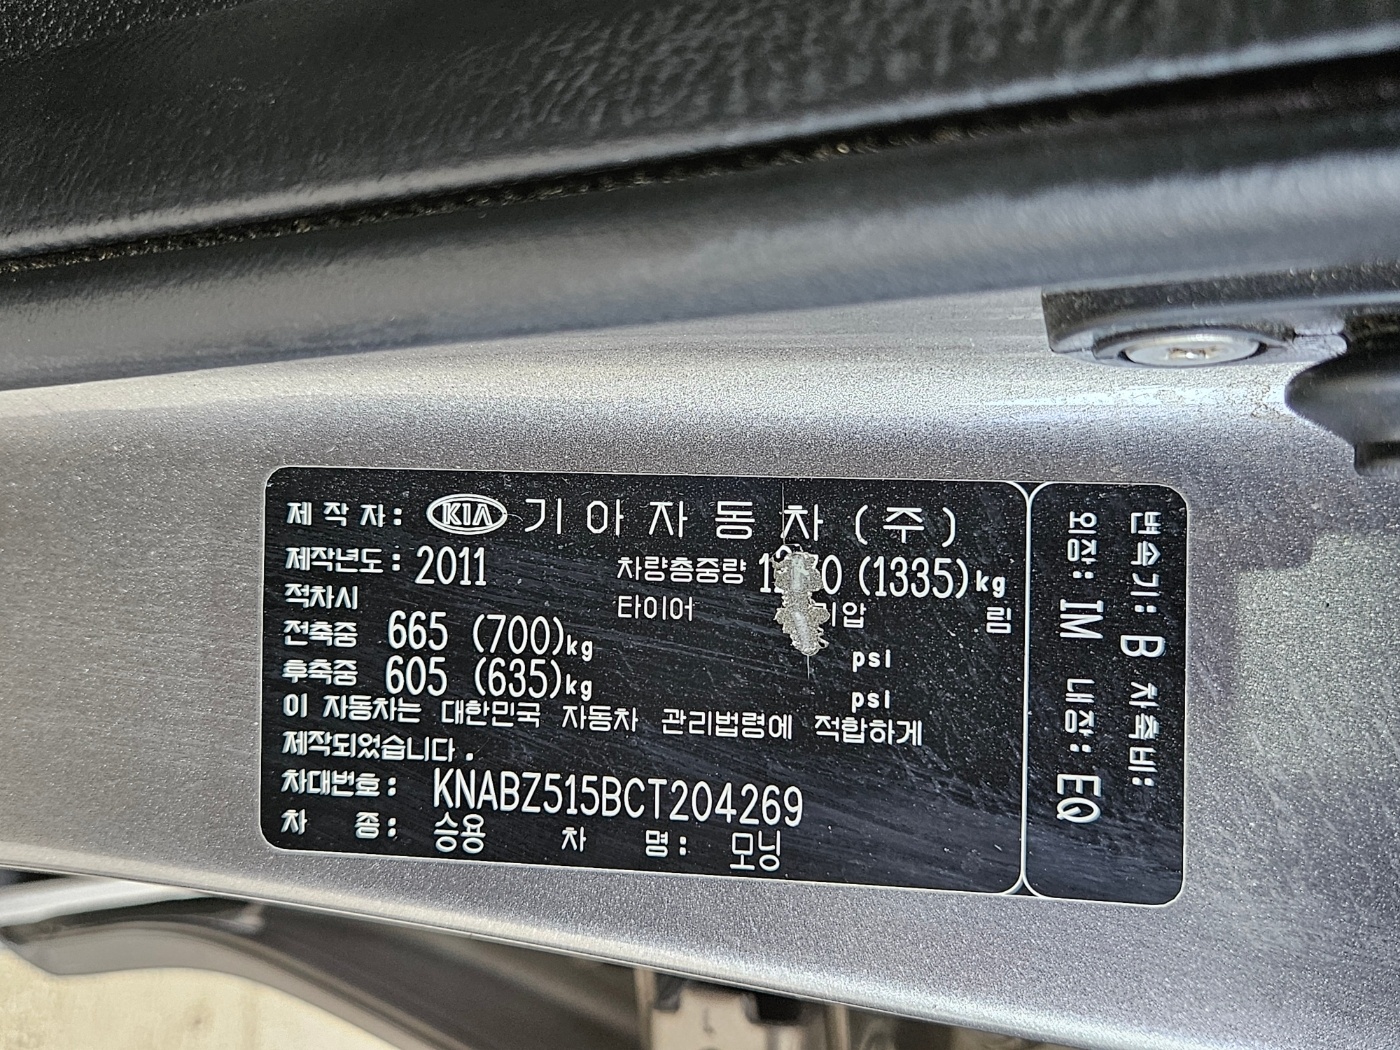 제 작 자 : KIA 기 아 자 동 차 ( 주 )
제작년도 : 2011 차량총중량 (1335)kg
적차시 타이어 림
전축중 665 (700)kg psi
후축중 605 (635)kg psi
이 자동차는 대한민국 자동차 관리법령에 적합하게
제작되었습니다 .
차대번호 : KNABZ515BCT204269
차 종 : 승용 차 명 : 모닝
변속기 : B 차축비 :
외장 : IM 내장 : EQ